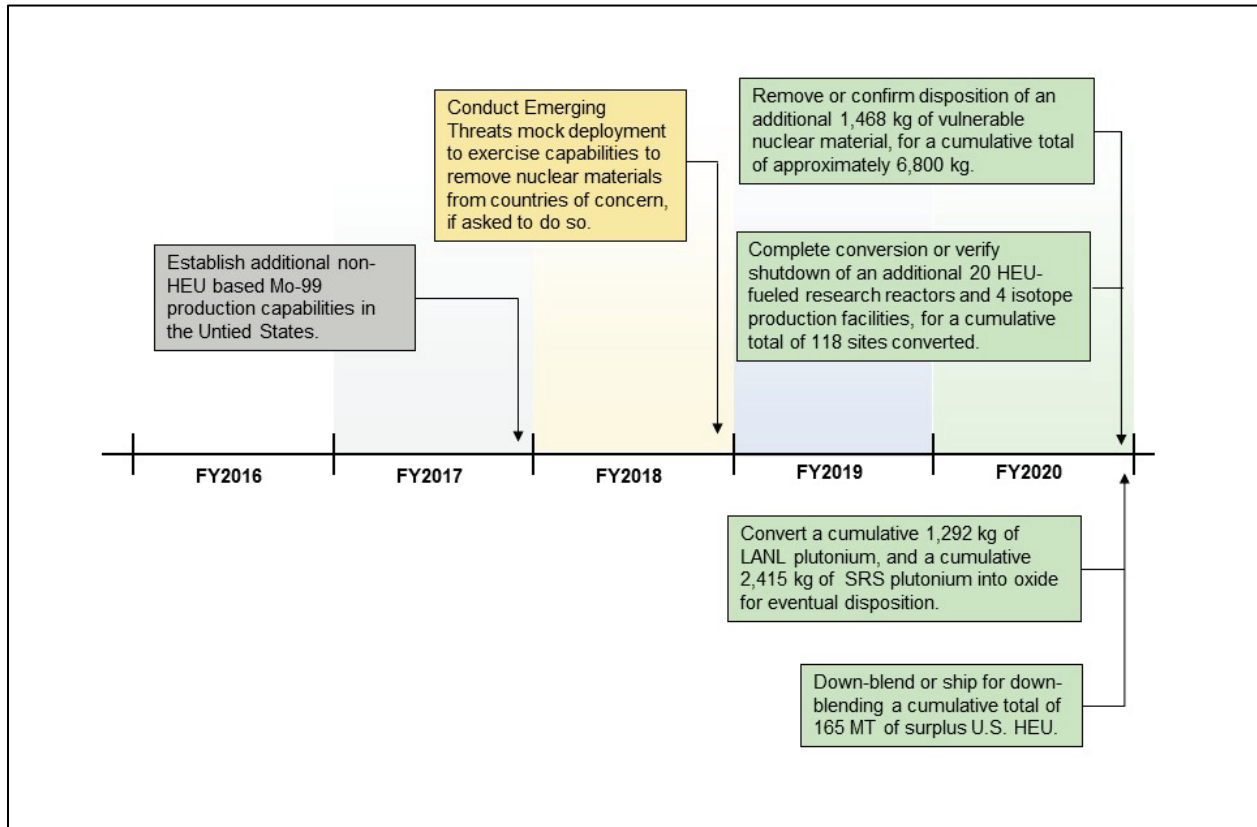 Conduct Emerging
Threats mock deployment
to exercise capabilities to
remove nuclear materials
from countries of concern,
if asked to do so.
Remove or confirm disposition of an
additional 1,468 kg of vulnerable
nuclear material, for a cumulative total
of approximately 6,800 kg.
Establish additional non-
HEU based Mo-99
production capabilities in
the Untied States.
Complete conversion or verify
shutdown of an additional 20 HEU-
fueled research reactors and 4 isotope
production facilities, for a cumulative
total of 118 sites converted.
FY2016
FY2017
FY2018
FY2019
FY2020
Convert a cumulative 1,292 kg of
LANL plutonium, and a cumulative
2,415 kg of SRS plutonium into oxide
for eventual disposition.
Down-blend or ship for down-
blending a cumulative total of
165 MT of surplus U.S. HEU.